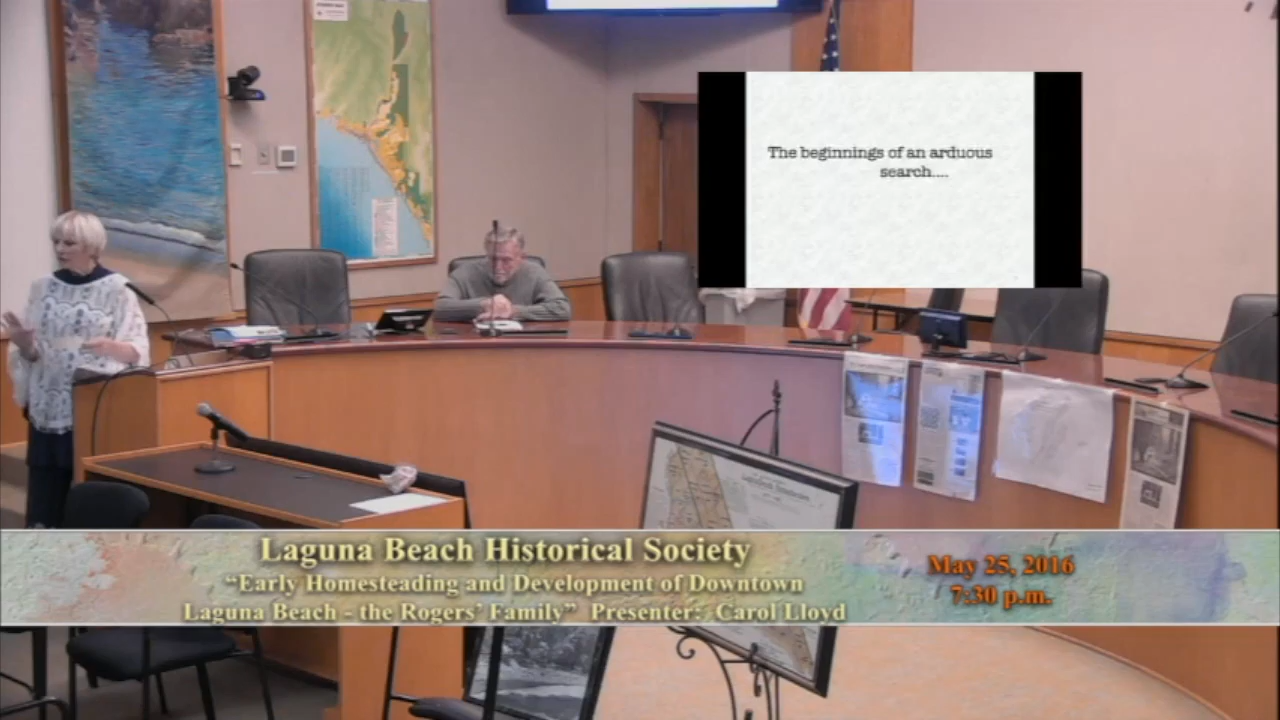 The beginnings of an arduous
search....
Laguna Beach Historical Society
“Early Homesteading and Development of Downtown
Laguna Beach - the Rogers’ Family” Presenter: Carol Lloyd
May 25, 2016
7:30 p.m.